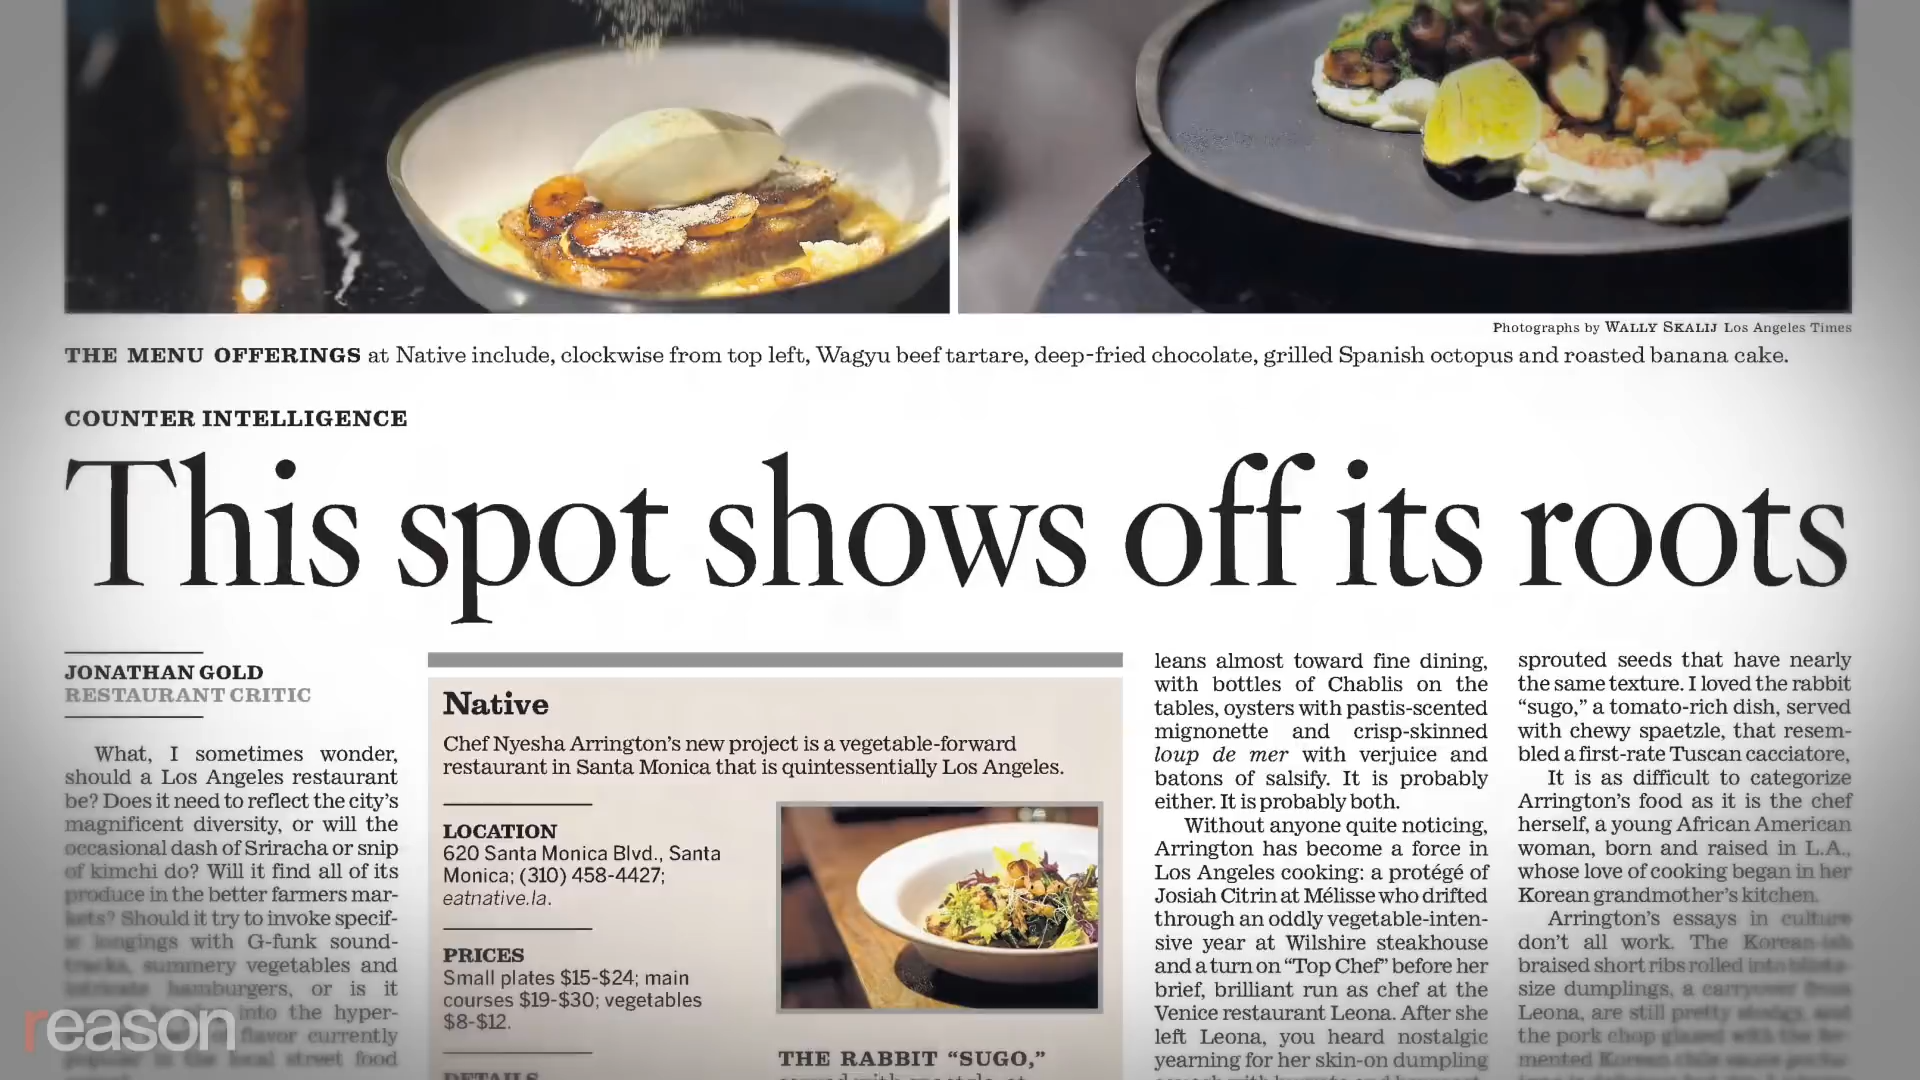 Photographs by WALLY SKALIJ Los Angeles Times
THE MENU OFFERINGS at Native include, clockwise from top left, Wagyu beef tartare, deep-fried chocolate, grilled Spanish octopus and roasted banana cake.
COUNTER INTELLIGENCE
This spot shows off its roots
JONATHAN GOLD
RESTAURANT CRITIC
What, I sometimes wonder,
should a Los Angeles restaurant
be? Does it need to reflect the city's
magnificent diversity, or will the
occasional dash of Sriracha or snip
of kimchi do? Will it find all of its
produce in the better farmers mar-
kets? Should it try to invoke specif-
ic longings with G-funk sound-
tracks, summery vegetables and
intricate hamburgers, or is it
into the hyper-
flavor currently
popular in the local street food
Native
Chef Nyesha Arrington's new project is a vegetable-forward
restaurant in Santa Monica that is quintessentially Los Angeles.
LOCATION
620 Santa Monica Blvd., Santa
Monica; (310) 458-4427;
eatnative.la.
PRICES
Small plates $15-$24; main
courses $19-$30; vegetables
$8-$12.
DETAILS
THE RABBIT "SUGO,"
leans almost toward fine dining,
with bottles of Chablis on the
tables, oysters with pastis-scented
mignonette and crisp-skinned
loup de mer with verjuice and
batons of salsify. It is probably
either. It is probably both.
Without anyone quite noticing,
Arrington has become a force in
Los Angeles cooking: a protégé of
Josiah Citrin at Mélisse who drifted
through an oddly vegetable-inten-
sive year at Wilshire steakhouse
and a turn on "Top Chef" before her
brief, brilliant run as chef at the
Venice restaurant Leona. After she
left Leona, you heard nostalgic
yearning for her skin-on dumpling
sprouted seeds that have nearly
the same texture. I loved the rabbit
"sugo," a tomato-rich dish, served
with chewy spaetzle, that resem-
bled a first-rate Tuscan cacciatore,
It is as difficult to categorize
Arrington's food as it is the chef
herself, a young African American
woman, born and raised in L.A.,
whose love of cooking began in her
Korean grandmother's kitchen.
Arrington's essays in culture
don't all work. The Korean-ish
braised short ribs rolled into
size dumplings, a carryover from
Leona, are still pretty stodgy, and
the pork chop glazed with the fer-
mented Korean chile sauce
reason